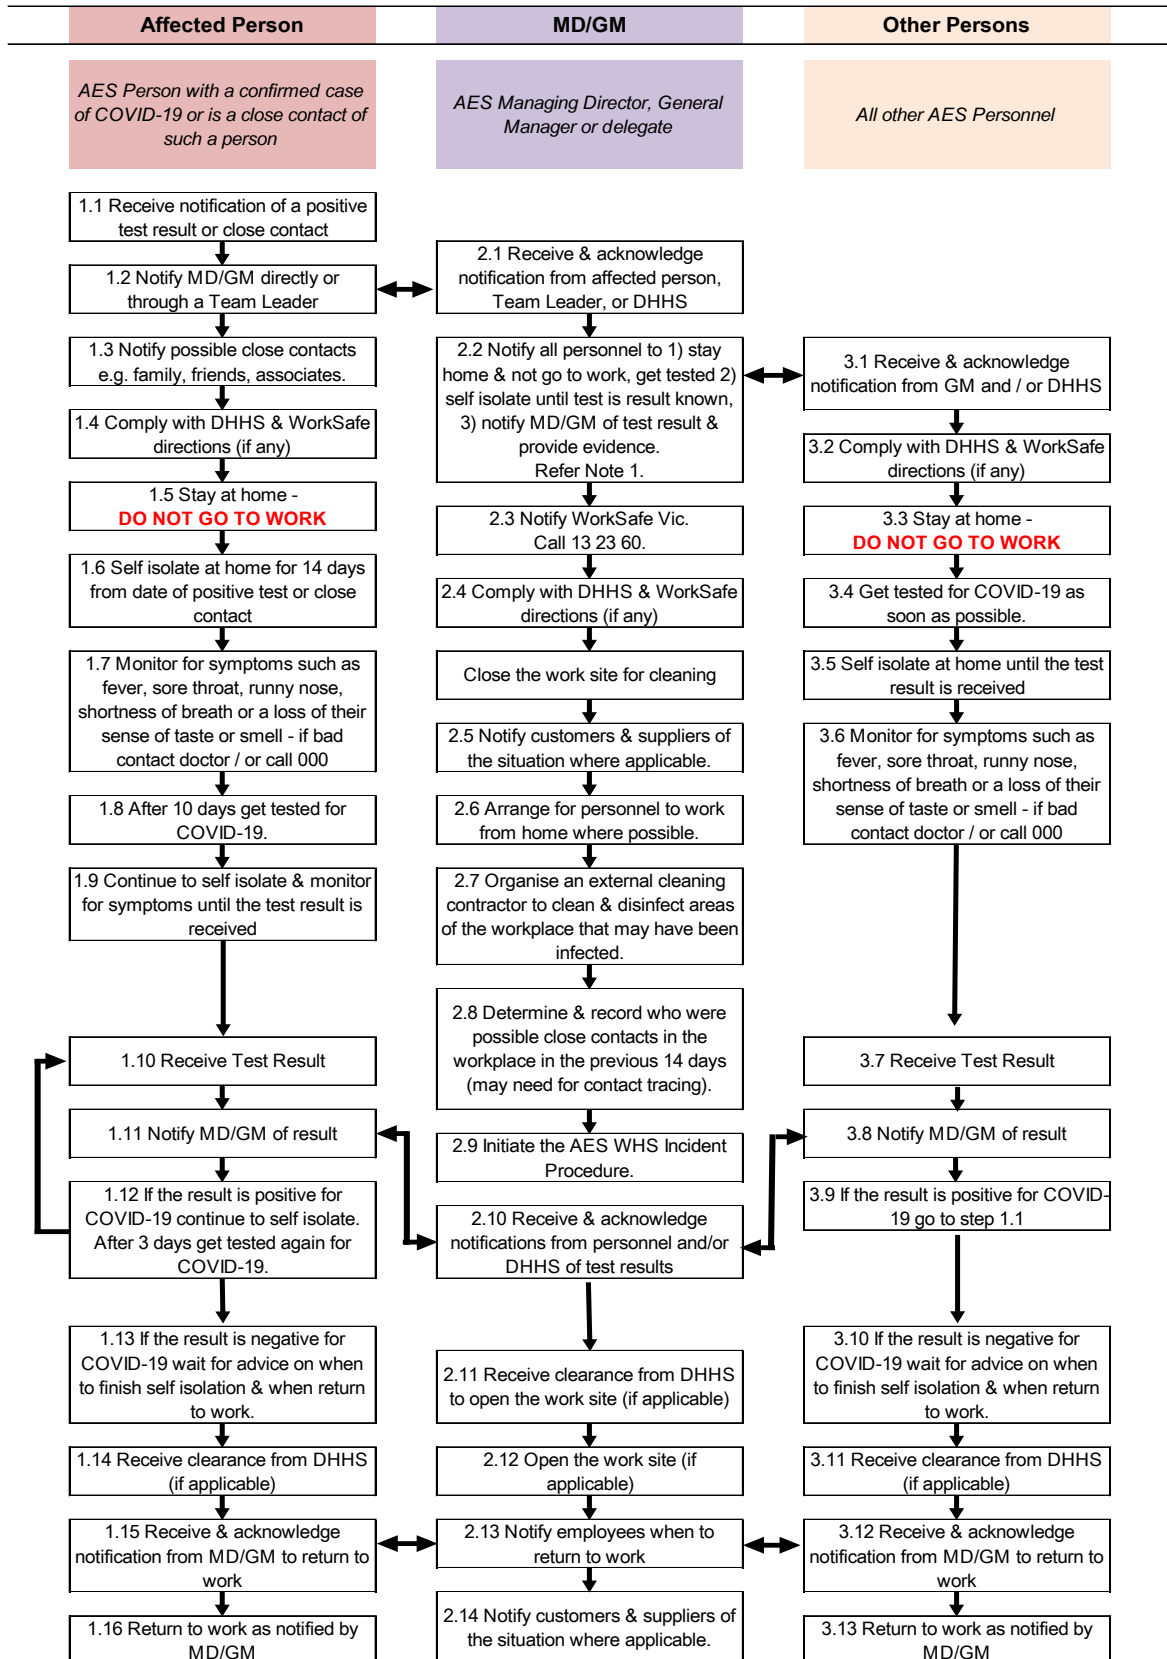 Affected Person
MD/GM
Other Persons
AES Person with a confirmed case
of COVID-19 or is a close contact of
such a person
AES Managing Director, General
Manager or delegate
All other AES Personnel
1.1 Receive notification of a positive
test result or close contact
1.2 Notify MD/GM directly or
through a Team Leader
1.3 Notify possible close contacts
e.g. family, friends, associates.
1.4 Comply with DHHS & WorkSafe
directions (if any)
1.5 Stay at home -
DO NOT GO TO WORK
1.6 Self isolate at home for 14 days
from date of positive test or close
contact
1.7 Monitor for symptoms such as
fever, sore throat, runny nose,
shortness of breath or a loss of their
sense of taste or smell - if bad
contact doctor / or call 000
1.8 After 10 days get tested for
COVID-19.
1.9 Continue to self isolate & monitor
for symptoms until the test result is
received
1.10 Receive Test Result
1.11 Notify MD/GM of result
1.12 If the result is positive for
COVID-19 continue to self isolate.
After 3 days get tested again for
COVID-19.
1.13 If the result is negative for
COVID-19 wait for advice on when
to finish self isolation & when return
to work.
1.14 Receive clearance from DHHS
(if applicable)
1.15 Receive & acknowledge
notification from MD/GM to return to
work
1.16 Return to work as notified by
MD/GM
2.1 Receive & acknowledge
notification from affected person,
Team Leader, or DHHS
2.2 Notify all personnel to 1) stay
home & not go to work, get tested 2)
self isolate until test is result known,
3) notify MD/GM of test result &
provide evidence.
Refer Note 1.
2.3 Notify WorkSafe Vic.
Call 13 23 60.
2.4 Comply with DHHS & WorkSafe
directions (if any)
Close the work site for cleaning
2.5 Notify customers & suppliers of
the situation where applicable.
2.6 Arrange for personnel to work
from home where possible.
2.7 Organise an external cleaning
contractor to clean & disinfect areas
of the workplace that may have been
infected.
2.8 Determine & record who were
possible close contacts in the
workplace in the previous 14 days
(may need for contact tracing).
2.9 Initiate the AES WHS Incident
Procedure.
2.10 Receive & acknowledge
notifications from personnel and/or
DHHS of test results
2.11 Receive clearance from DHHS
to open the work site (if applicable)
2.12 Open the work site (if
applicable)
2.13 Notify employees when to
return to work
2.14 Notify customers & suppliers of
the situation where applicable.
3.1 Receive & acknowledge
notification from GM and / or DHHS
3.2 Comply with DHHS & WorkSafe
directions (if any)
3.3 Stay at home -
DO NOT GO TO WORK
3.4 Get tested for COVID-19 as
soon as possible.
3.5 Self isolate at home until the test
result is received
3.6 Monitor for symptoms such as
fever, sore throat, runny nose,
shortness of breath or a loss of their
sense of taste or smell - if bad
contact doctor / or call 000
3.7 Receive Test Result
3.8 Notify MD/GM of result
3.9 If the result is positive for COVID-
19 go to step 1.1
3.10 If the result is negative for
COVID-19 wait for advice on when
to finish self isolation & when return
to work.
3.11 Receive clearance from DHHS
(if applicable)
3.12 Receive & acknowledge
notification from MD/GM to return to
work
3.13 Return to work as notified by
MD/GM